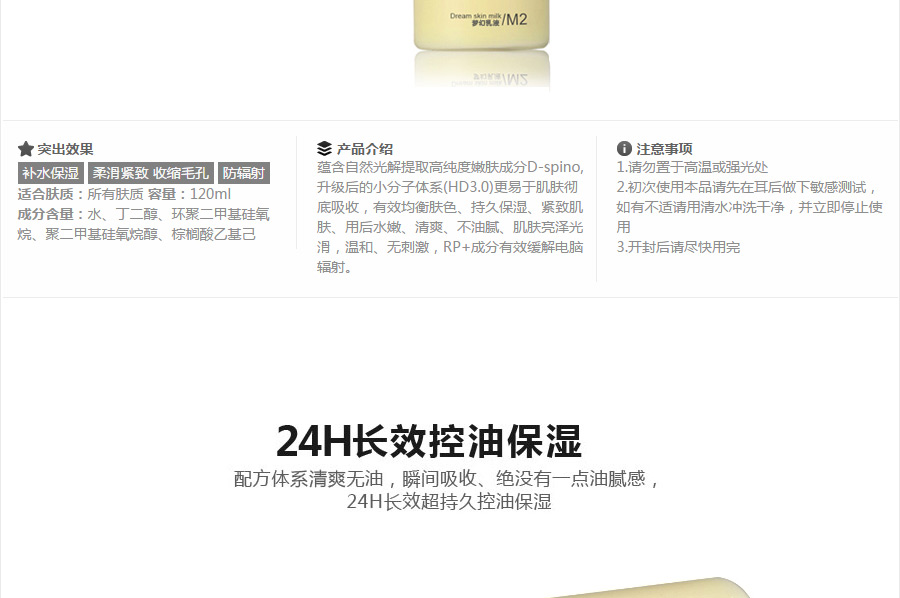 Dream skin milk /M2
梦幻乳液
突出效果
补水保湿 柔滑紧致 收缩毛孔 防辐射
适合肤质：所有肤质 容量：120ml
成分含量：水、丁二醇、环聚二甲基硅氧
烷、聚二甲基硅氧烷醇、棕榈酸乙基己
产品介绍
蕴含自然光解提取高纯度嫩肤成分D-spino,
升级后的小分子体系(HD3.0)更易于肌肤彻
底吸收，有效均衡肤色、持久保湿、紧致肌
肤、用后水嫩、清爽、不油腻、肌肤亮泽光
滑，温和、无刺激，RP+成分有效缓解电脑
辐射。
注意事项
1.请勿置于高温或强光处
2.初次使用本品请先在耳后做下敏感测试，
如有不适请用清水冲洗干净，并立即停止使
用
3.开封后请尽快用完
24H长效控油保湿
配方体系清爽无油，瞬间吸收、绝没有一点油腻感，
24H长效超持久控油保湿